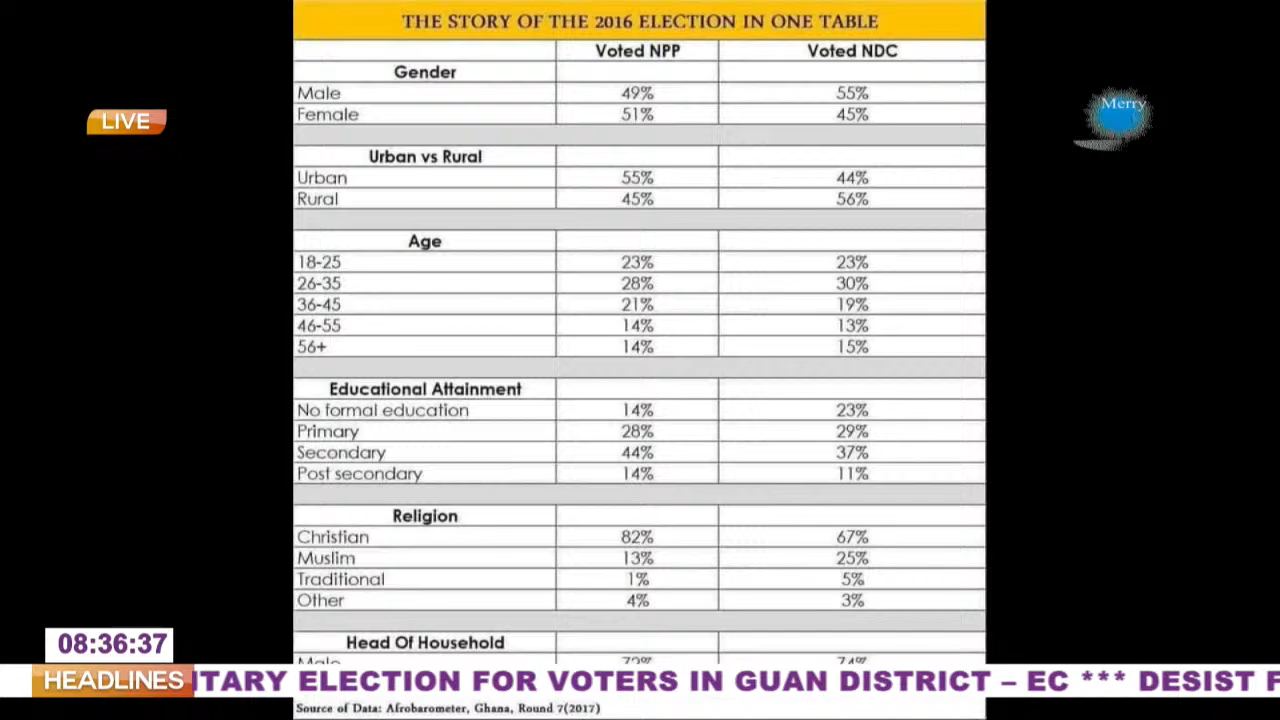 THE STORY OF THE 2016 ELECTION IN ONE TABLE
Voted NPP Voted NDC
Gender
Male 49% 55%
Female 51% 45%
Urban vs Rural
Urban 55% 44%
Rural 45% 56%
Age
18-25 23% 23%
26-35 28% 30%
36-45 21% 19%
46-55 14% 13%
56+ 14% 15%
Educational Attainment
No formal education 14% 23%
Primary 28% 29%
Secondary 44% 37%
Post secondary 14% 11%
Religion
Christian 82% 67%
Muslim 13% 25%
Traditional 1% 5%
Other 4% 3%
Head Of Household
LIVE
Merry
08:36:37
HEADLINES
ITARY ELECTION FOR VOTERS IN GUAN DISTRICT – EC *** DESIST F
Source of Data: Afrobarometer, Ghana, Round 7(2017)